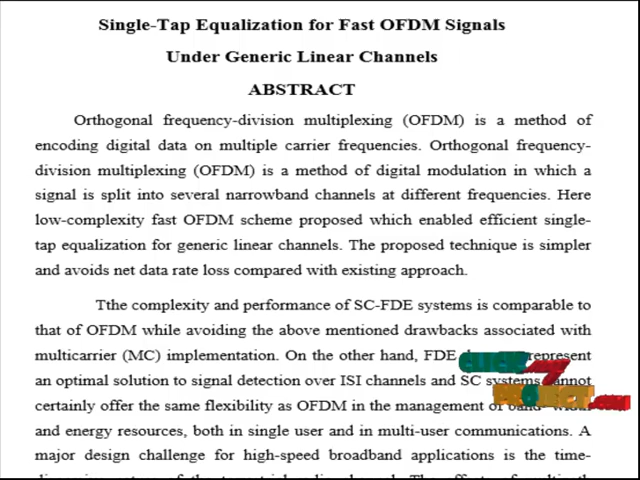 Single-Tap Equalization for Fast OFDM Signals
Under Generic Linear Channels
ABSTRACT
Orthogonal frequency-division multiplexing (OFDM) is a method of
encoding digital data on multiple carrier frequencies. Orthogonal frequency-
division multiplexing (OFDM) is a method of digital modulation in which a
signal is split into several narrowband channels at different frequencies. Here
low-complexity fast OFDM scheme proposed which enabled efficient single-
tap equalization for generic linear channels. The proposed technique is simpler
and avoids net data rate loss compared with existing approach.
Tthe complexity and performance of SC-FDE systems is comparable to
that of OFDM while avoiding the above mentioned drawbacks associated with
multicarrier (MC) implementation. On the other hand, FDE represent
an optimal solution to signal detection over ISI channels and SC systems cannot
certainly offer the same flexibility as OFDM in the management of
and energy resources, both in single user and in multi-user communications. A
major design challenge for high-speed broadband applications is the time-